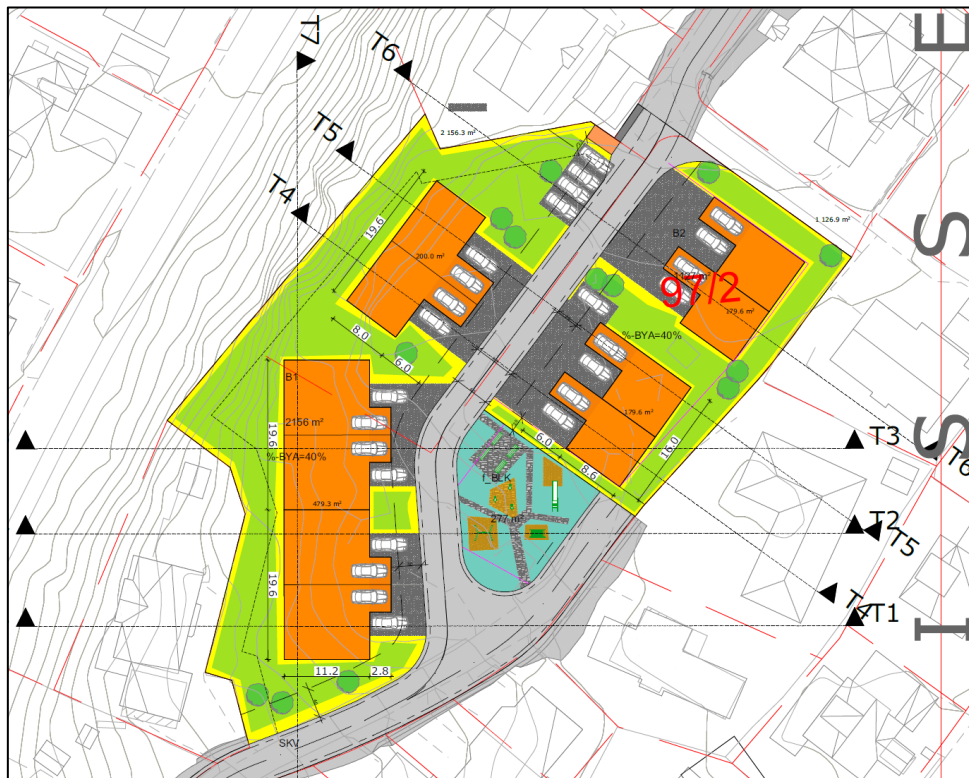 T7
T6
T5
T4
2 156.3 m²
1 126.9 m²
E
S
S
I
19.6
200.0 m²
B2
97/2
179.6 m²
%-BYA=40%
8.0
6.0
B1
2156 m²
%-BYA=40%
19.6
479.3 m²
179.6 m²
16.0
6.0
8.6
f_BLK
277 m²
T3
T6
T2
T5
T4
T1
19.6
11.2
2.8
SKV